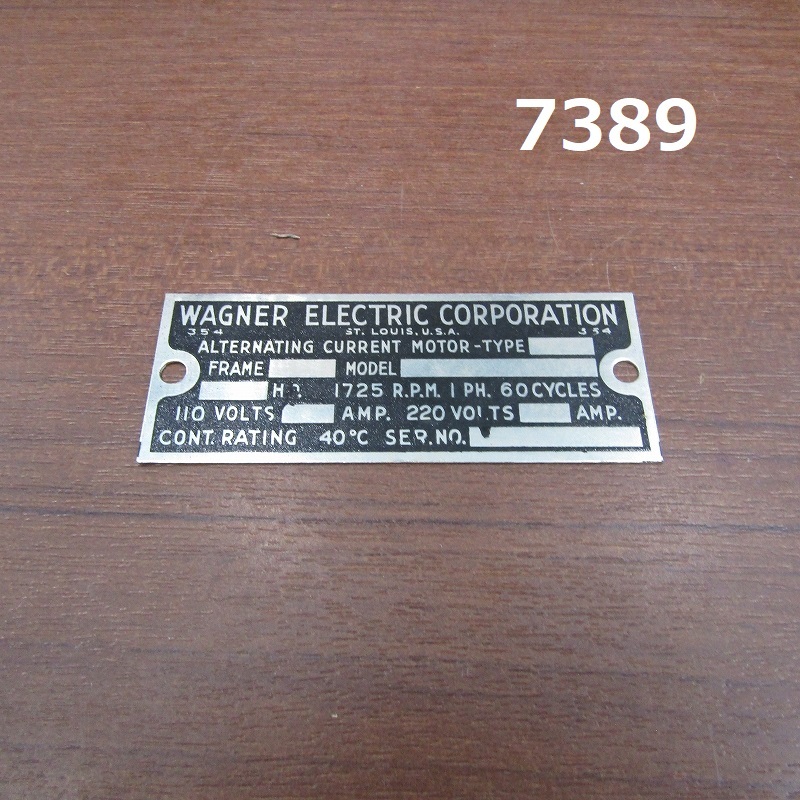 7389
WAGNER ELECTRIC CORPORATION
354 ST. LOUIS, U.S.A. 354
ALTERNATING CURRENT MOTOR-TYPE
FRAME MODEL
1725 R.P.M. 1 PH. 60 CYCLES
110 VOLTS AMP. 220 VOLTS AMP.
CONT. RATING 40°C SER. NO.